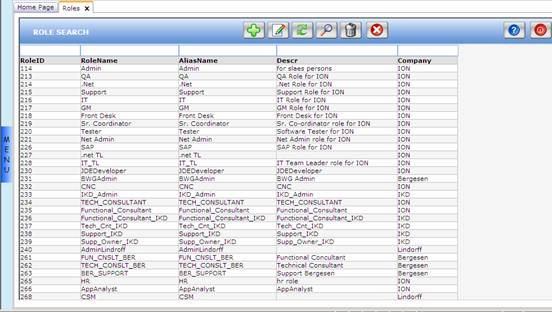 Home Page Roles x
ROLE SEARCH
RoleID RoleName AliasName Descr Company
114 Admin Admin for slaes persons ION
213 QA QA QA Role for ION ION
214 .Net .Net .Net Role for ION ION
215 Support Support Support Role for ION ION
216 IT IT IT Role for ION ION
217 GM GM GM Role for ION ION
218 Front Desk Front Desk Front Desk for ION ION
219 Sr. Coordinator Sr. Coordinator Sr. Co-ordinator role for ION ION
220 Tester Tester Software Tester for ION ION
221 Net Admin Net Admin Net Admin role for ION ION
226 SAP SAP SAP Role for ION ION
227 .net TL .net TL ION
228 IT_TL IT_TL IT Team Leader role for ION ION
230 JDEDeveloper JDEDeveloper JDEDeveloper ION
231 BWGAdmin BWGAdmin BWG Admin Bergesen
232 CNC CNC CNC ION
233 IKD_Admin IKD_Admin IKD_Admin IKD
234 TECH_CONSULTANT TECH_CONSULTANT TECH_CONSULTANT ION
235 Functional_Consultant Functional_Consultant Functional_Consultant ION
236 Functional_Consultant_IKD Functional_Consultant_IKD Functional_Consultant_IKD IKD
237 Tech_Cnt_IKD Tech_Cnt_IKD Tech_Cnt_IKD IKD
238 Support_IKD Support_IKD Support_IKD IKD
239 Supp_Owner_IKD Supp_Owner_IKD Supp_Owner_IKD IKD
240 AdminLindroff AdminLindroff Lindorff
261 FUN_CNSLT_BER FUN_CNSLT_BER Functional Concultant Bergesen
262 TECH_CONSLT_BER TECH_CONSLT_BER Technical Consultant Bergesen
263 BER_SUPPORT BER_SUPPORT Support Bergesen Bergesen
265 HR HR hr role ION
266 AppAnalyst AppAnalyst AppAnalyst ION
268 CSM CSM Lindorff
MENU